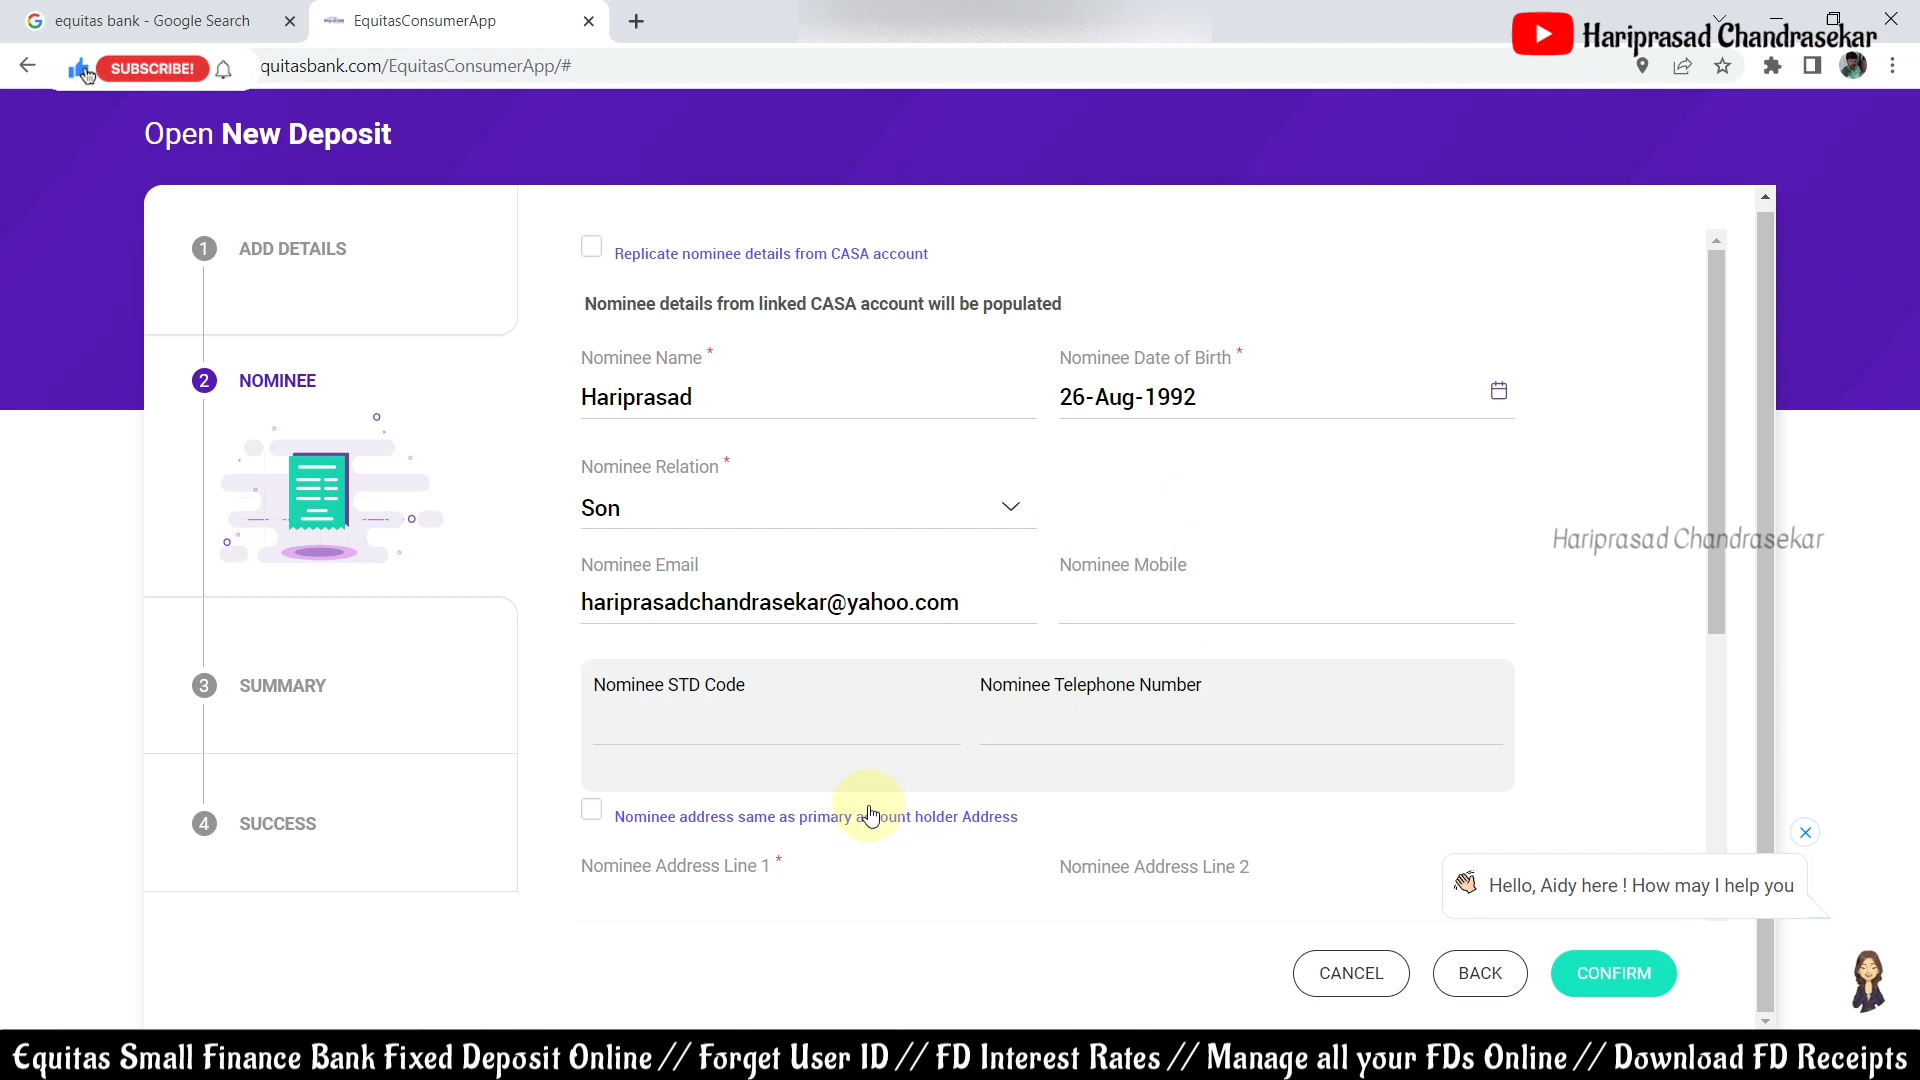 equitas bank - Google Search
EquitasConsumerApp
Hariprasad Chandrasekar
SUBSCRIBE!
quitasbank.com/EquitasConsumerApp/#
Open New Deposit
1 ADD DETAILS
Replicate nominee details from CASA account
Nominee details from linked CASA account will be populated
Nominee Name *
Nominee Date of Birth *
2 NOMINEE
Hariprasad
26-Aug-1992
Nominee Relation *
Son
Hariprasad Chandrasekar
Nominee Email
Nominee Mobile
hariprasadchandrasekar@yahoo.com
3 SUMMARY
Nominee STD Code
Nominee Telephone Number
4 SUCCESS
Nominee address same as primary account holder Address
Nominee Address Line 1 *
Nominee Address Line 2
Hello, Aidy here ! How may I help you
CANCEL
BACK
CONFIRM
Equitas Small Finance Bank Fixed Deposit Online // Forget User ID // FD Interest Rates // Manage all your FDs Online // Download FD Receipts